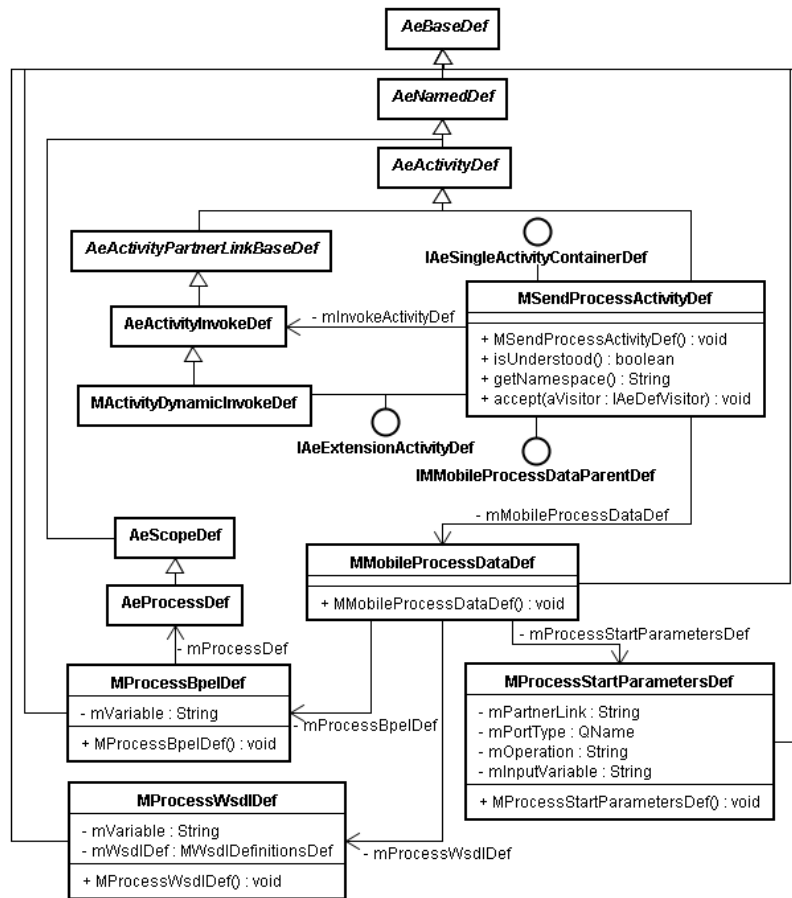 AeBaseDef
AeNamedDef
AeActivityDef
AeActivityPartnerLinkBaseDef
IAeSingleActivityContainerDef
MSendProcessActivityDef
+ MSendProcessActivityDef() : void
+ isUnderstood() : boolean
+ getNamespace() : String
+ accept(aVisitor : IAeDefVisitor) : void
AeActivityInvokeDef
- mInvokeActivityDef
MActivityDynamicInvokeDef
IAeExtensionActivityDef
IMMobileProcessDataParentDef
- mMobileProcessDataDef
AeScopeDef
MMobileProcessDataDef
+ MMobileProcessDataDef() : void
AeProcessDef
- mProcessDef
- mProcessStartParametersDef
MProcessBpelDef
- mVariable : String
+ MProcessBpelDef() : void
- mProcessBpelDef
MProcessStartParametersDef
- mPartnerLink : String
- mPortType : QName
- mOperation : String
- mInputVariable : String
+ MProcessStartParametersDef() : void
MProcessWsdlDef
- mVariable : String
- mWsdlDef : MWsdlDefinitionsDef
+ MProcessWsdlDef() : void
- mProcessWsdlDef